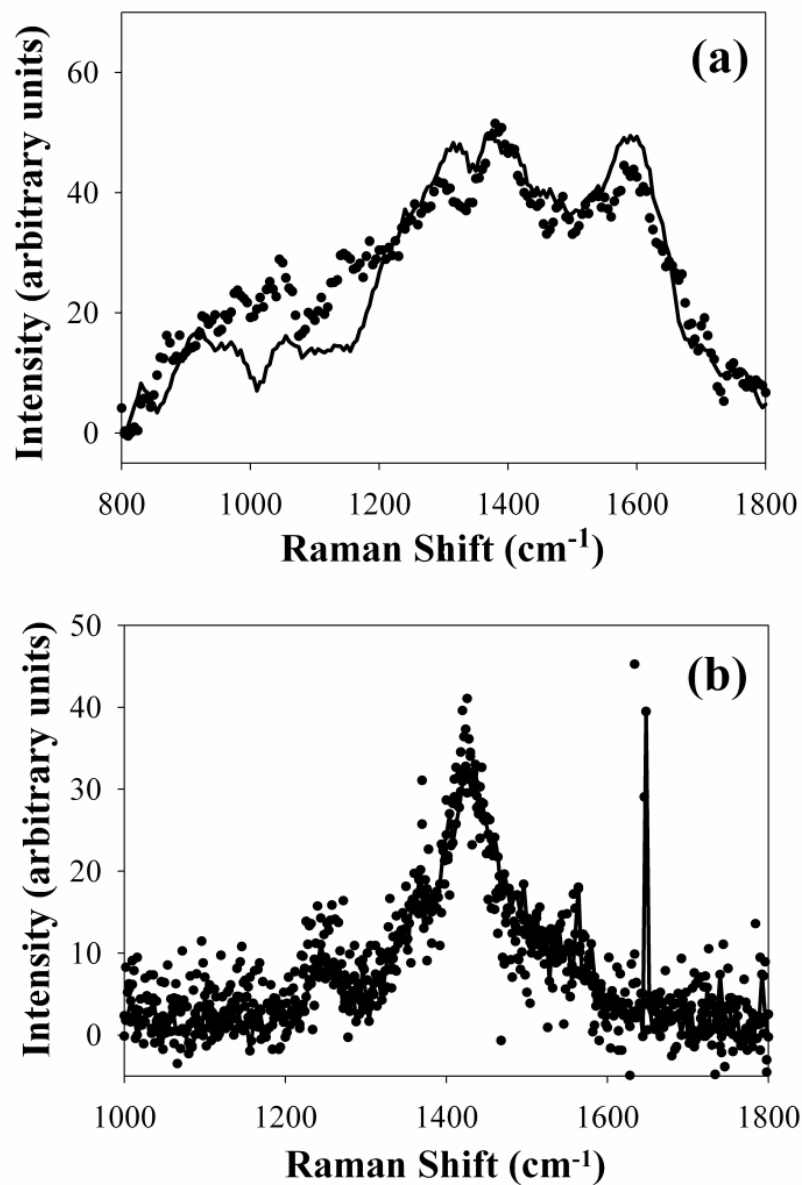 (a)
Intensity (arbitrary units)
60
40
20
0
800 1000 1200 1400 1600 1800
Raman Shift (cm-1)
(b)
Intensity (arbitrary units)
50
40
30
20
10
0
1000 1200 1400 1600 1800
Raman Shift (cm-1)